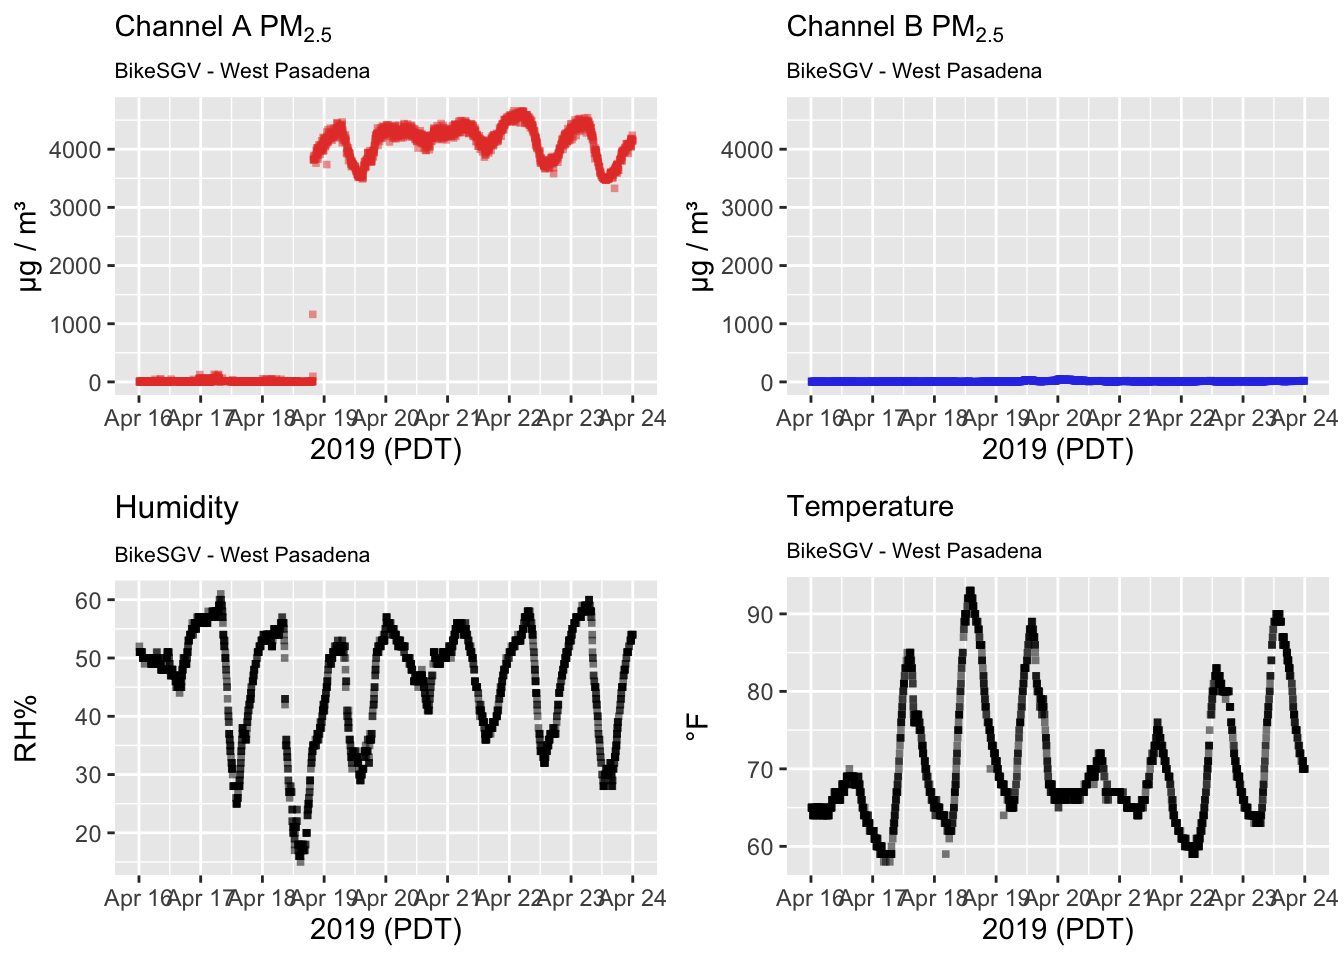 Channel A PM2.5
BikeSGV - West Pasadena
µg / m³
4000
3000
2000
1000
0
Apr 16 Apr 17 Apr 18 Apr 19 Apr 20 Apr 21 Apr 22 Apr 23 Apr 24
2019 (PDT)
Channel B PM2.5
BikeSGV - West Pasadena
µg / m³
4000
3000
2000
1000
0
Apr 16 Apr 17 Apr 18 Apr 19 Apr 20 Apr 21 Apr 22 Apr 23 Apr 24
2019 (PDT)
Humidity
BikeSGV - West Pasadena
RH%
60
50
40
30
20
Apr 16 Apr 17 Apr 18 Apr 19 Apr 20 Apr 21 Apr 22 Apr 23 Apr 24
2019 (PDT)
Temperature
BikeSGV - West Pasadena
°F
90
80
70
60
Apr 16 Apr 17 Apr 18 Apr 19 Apr 20 Apr 21 Apr 22 Apr 23 Apr 24
2019 (PDT)